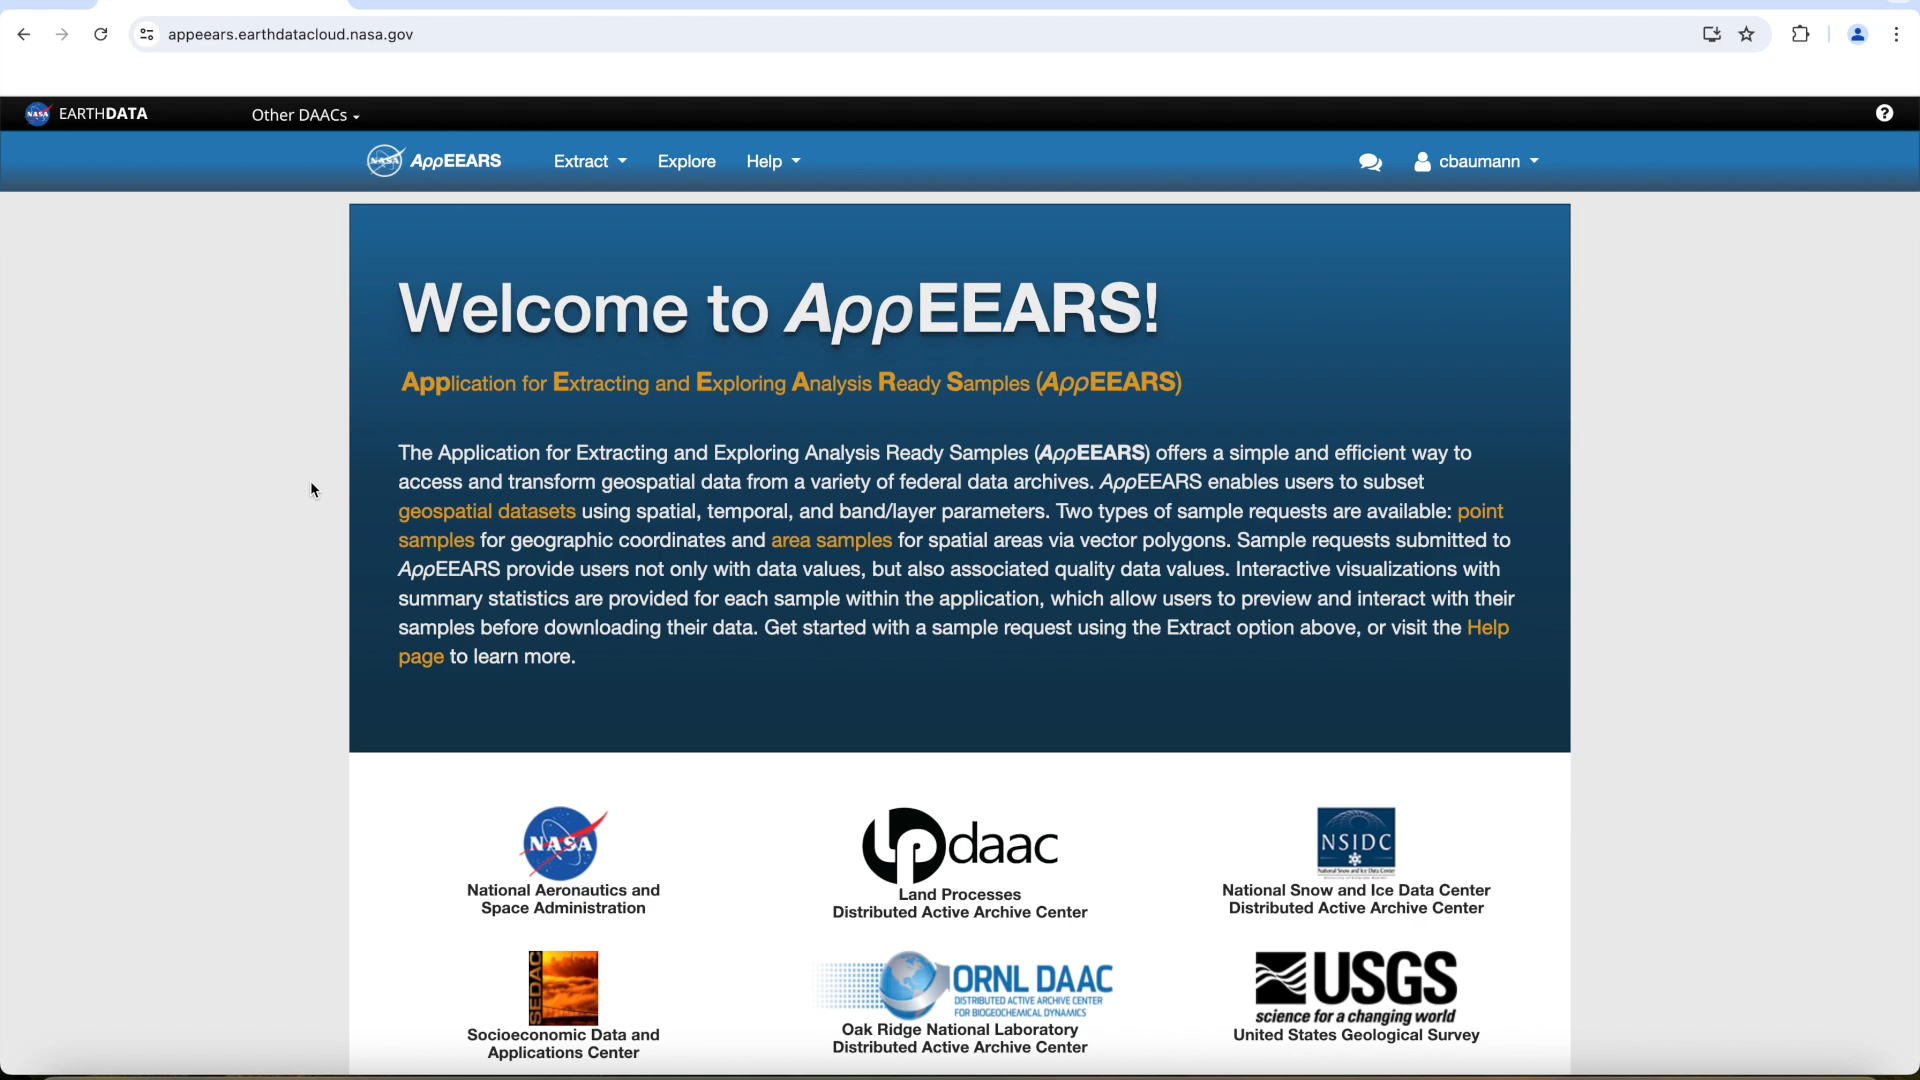 appeears.earthdatacloud.nasa.gov
NASA EARTHDATA Other DAACs ?
NASA AppEEARS Extract Explore Help cbaumann
Welcome to AppEEARS!
Application for Extracting and Exploring Analysis Ready Samples (AppEEARS)
The Application for Extracting and Exploring Analysis Ready Samples (AppEEARS) offers a simple and efficient way to
access and transform geospatial data from a variety of federal data archives. AppEEARS enables users to subset
geospatial datasets using spatial, temporal, and band/layer parameters. Two types of sample requests are available: point
samples for geographic coordinates and area samples for spatial areas via vector polygons. Sample requests submitted to
AppEEARS provide users not only with data values, but also associated quality data values. Interactive visualizations with
summary statistics are provided for each sample within the application, which allow users to preview and interact with their
samples before downloading their data. Get started with a sample request using the Extract option above, or visit the Help
page to learn more.
NASA
National Aeronautics and
Space Administration
lp daac
Land Processes
Distributed Active Archive Center
NSIDC
National Snow and Ice Data Center
National Snow and Ice Data Center
Distributed Active Archive Center
SEDAC
Socioeconomic Data and
Applications Center
ORNL DAAC
DISTRIBUTED ACTIVE ARCHIVE CENTER
FOR BIOGEOCHEMICAL DYNAMICS
Oak Ridge National Laboratory
Distributed Active Archive Center
USGS
science for a changing world
United States Geological Survey